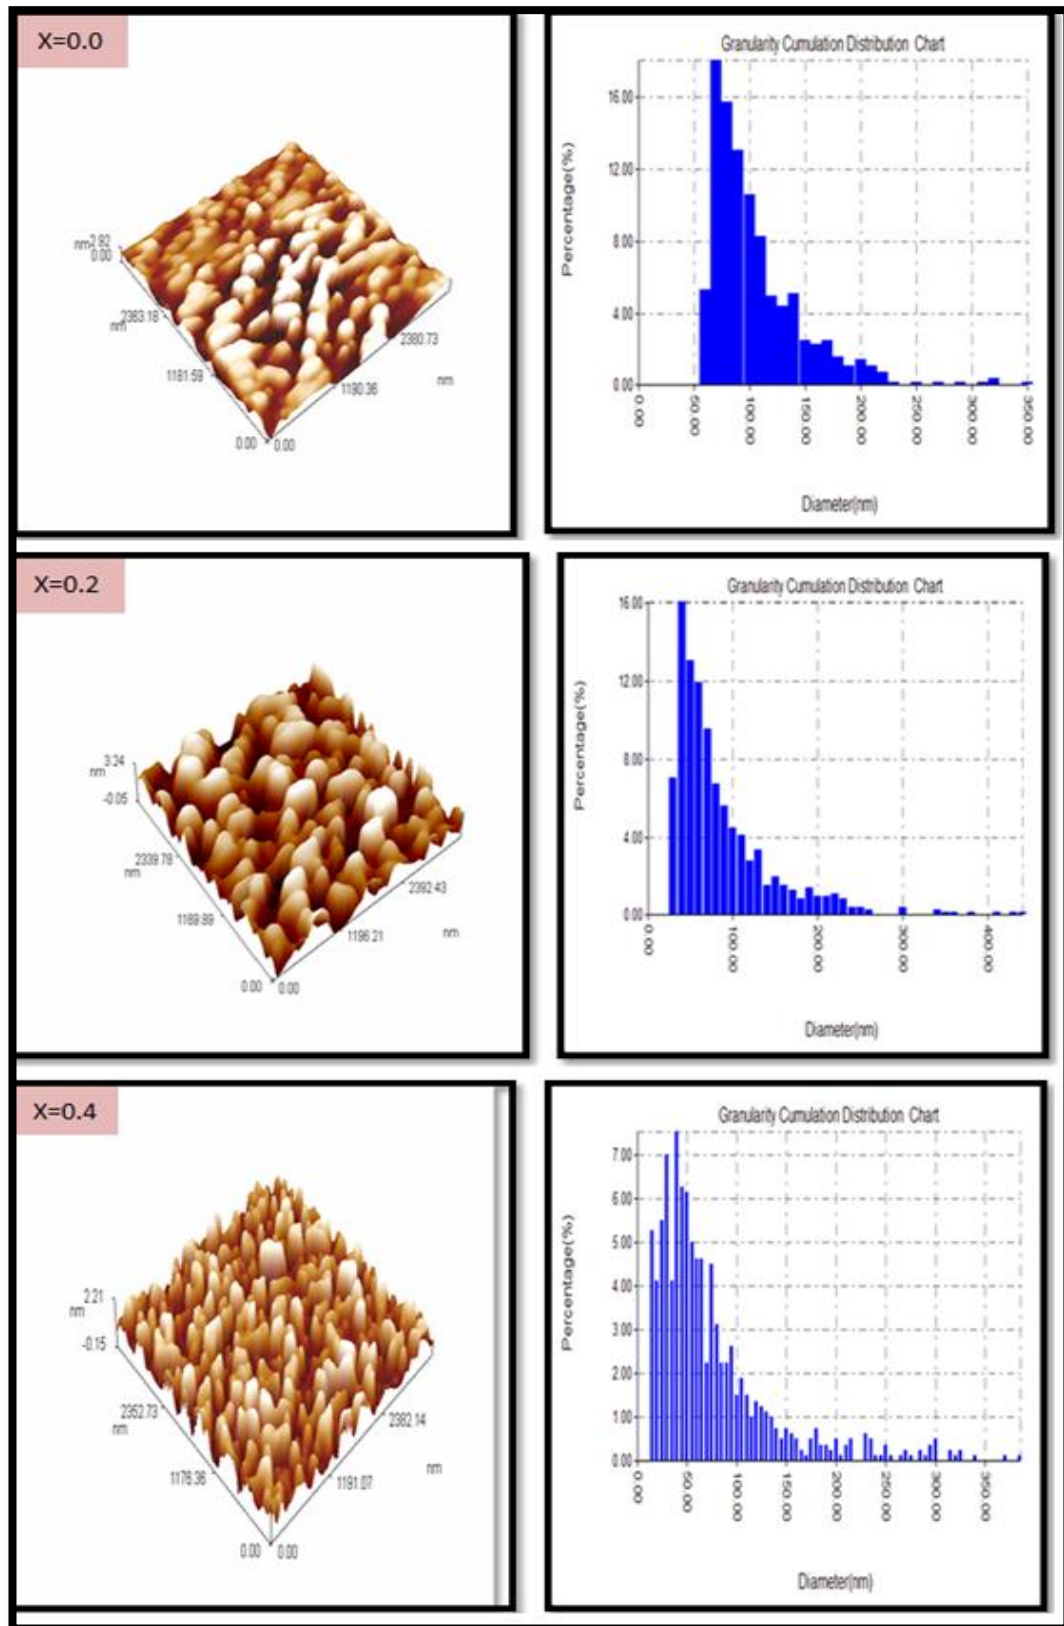 X=0.0
nm 2.92
0.00
2363.18
nm
1181.59
0.00 0.00
1190.36
2380.73
nm
Granularity Cumulation Distribution Chart
Percentage(%)
16.00
12.00
8.00
4.00
0.00
0.00 50.00 100.00 150.00 200.00 250.00 300.00 350.00
Diameter(nm)
X=0.2
nm 3.24
-0.05
2339.78
nm
1169.89
0.00 0.00
1196.21
2392.43
nm
Granularity Cumulation Distribution Chart
Percentage(%)
16.00
12.00
8.00
4.00
0.00
0.00 100.00 200.00 300.00 400.00
Diameter(nm)
X=0.4
2.21
nm
-0.15
2352.73
nm
1176.36
0.00 0.00
1191.07
2382.14
nm
Granularity Cumulation Distribution Chart
Percentage(%)
7.00
6.00
5.00
4.00
3.00
2.00
1.00
0.00
0.00 50.00 100.00 150.00 200.00 250.00 300.00 350.00
Diameter(nm)